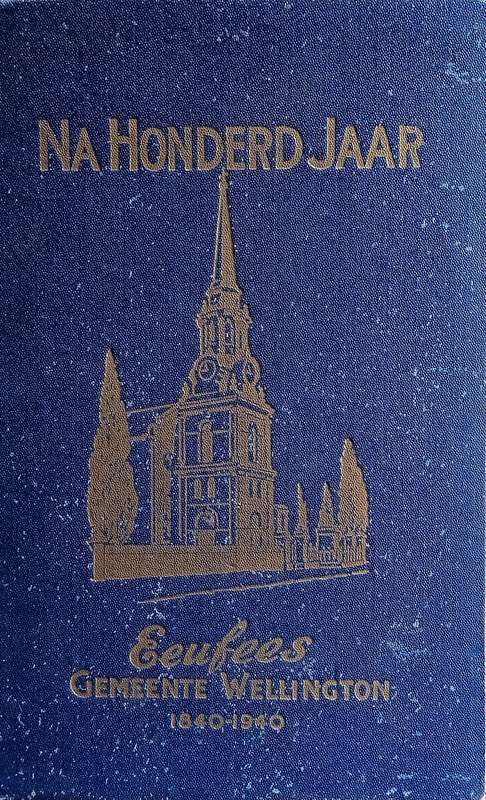 NA HONDERD JAAR
Eeufees
GEMEENTE WELLINGTON
1840-1940